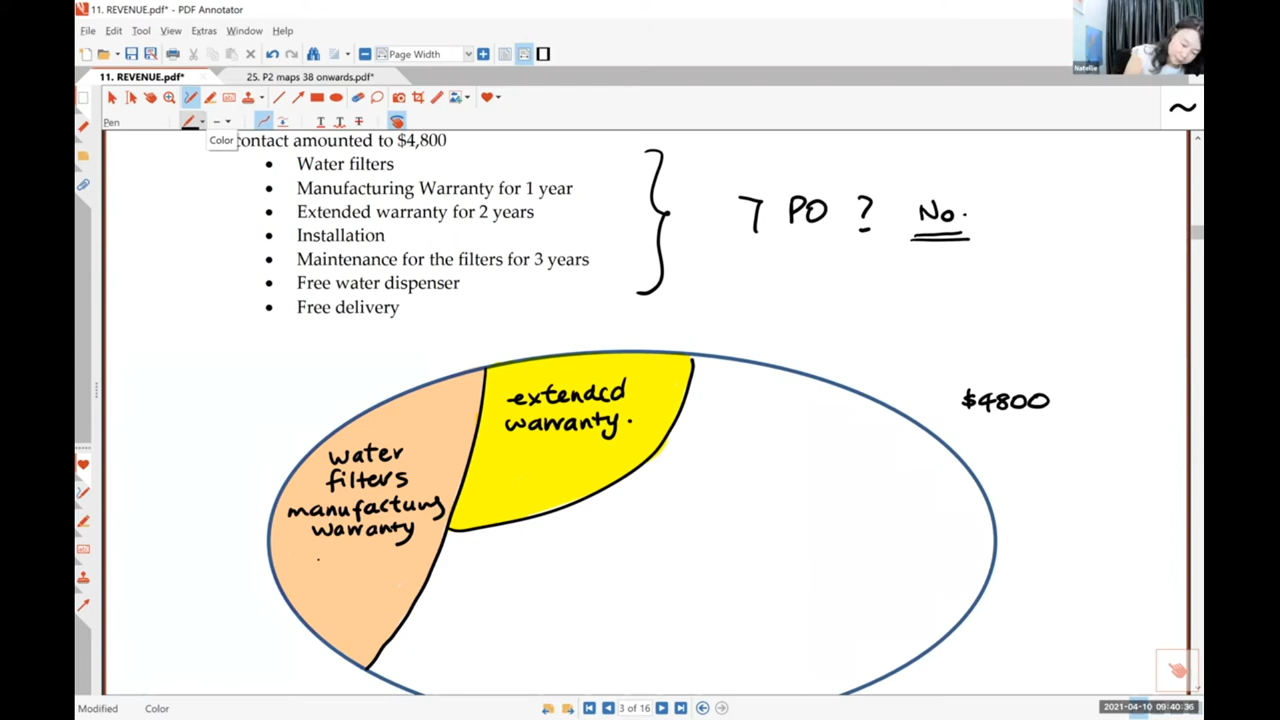 11. REVENUE.pdf* - PDF Annotator
File Edit Tool View Extras Window Help
Page Width
11. REVENUE.pdf* 25. P2 maps 38 onwards.pdf*
Pen
Color
Natellie
~
contact amounted to $4,800
• Water filters
• Manufacturing Warranty for 1 year
• Extended warranty for 2 years
• Installation
• Maintenance for the filters for 3 years
• Free water dispenser
• Free delivery
7 PO ? No.
extended
warranty.
$4800
water
filters
manufacturing
warranty
Modified Color 3 of 16 2021-04-10 09:40:36